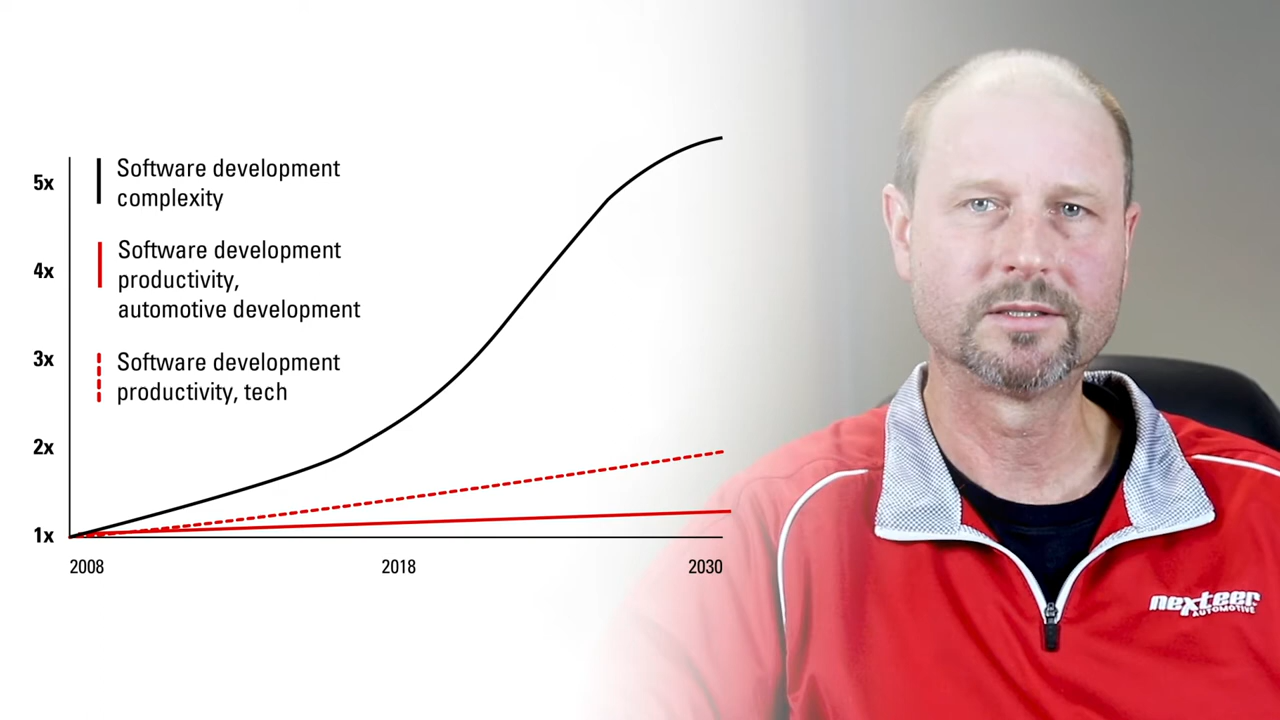 5x
4x
3x
2x
1x
Software development
complexity
Software development
productivity,
automotive development
Software development
productivity, tech
2008
2018
2030
nexteer
AUTOMOTIVE